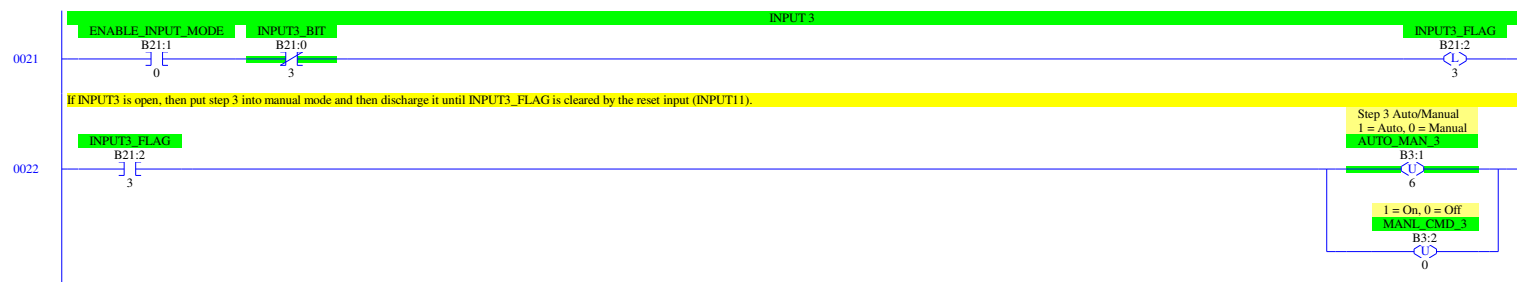 INPUT 3
ENABLE_INPUT_MODE INPUT3_BIT INPUT3_FLAG
B21:1 B21:0 B21:2
0021 L
0 3 3
If INPUT3 is open, then put step 3 into manual mode and then discharge it until INPUT3_FLAG is cleared by the reset input (INPUT11).
Step 3 Auto/Manual
1 = Auto, 0 = Manual
INPUT3_FLAG AUTO_MAN_3
B21:2 B3:1
0022 U
3 6
1 = On, 0 = Off
MANL_CMD_3
B3:2
U
0